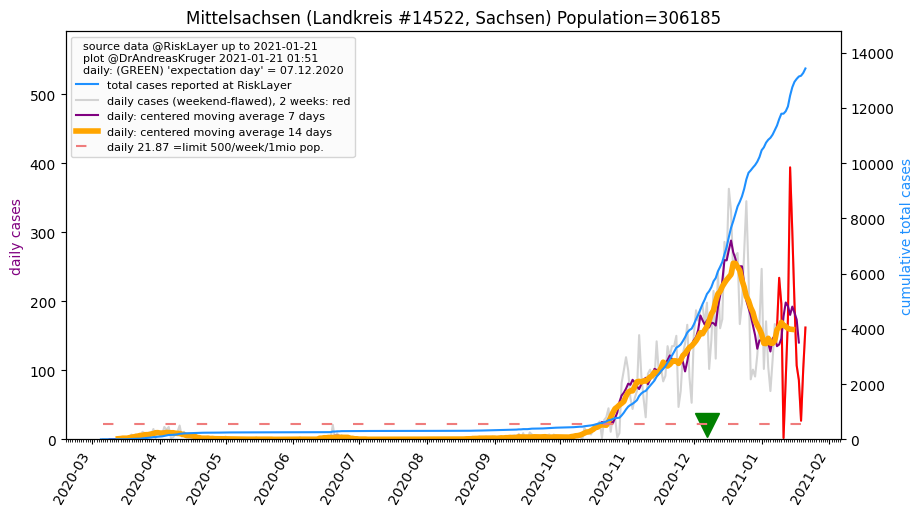 Mittelsachsen (Landkreis #14522, Sachsen) Population=306185
source data @RiskLayer up to 2021-01-21
plot @DrAndreasKruger 2021-01-21 01:51
daily: (GREEN) 'expectation day' = 07.12.2020
total cases reported at RiskLayer
daily cases (weekend-flawed), 2 weeks: red
daily: centered moving average 7 days
daily: centered moving average 14 days
daily 21.87 =limit 500/week/1mio pop.
daily cases
500
400
300
200
100
0
14000
12000
10000
8000
6000
4000
2000
0
cumulative total cases
2020-03
2020-04
2020-05
2020-06
2020-07
2020-08
2020-09
2020-10
2020-11
2020-12
2021-01
2021-02